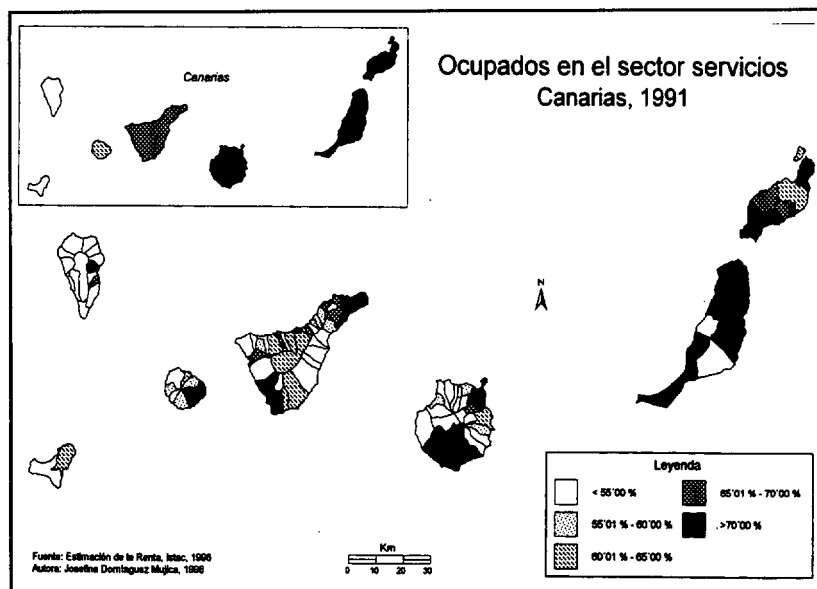 Canarias
Ocupados en el sector servicios
Canarias, 1991
N
Leyenda
< 55'00 %
65'01 % - 70'00 %
55'01 % - 60'00 %
.>70'00 %
60'01 % - 65'00 %
Km
0 10 20 30
Fuente: Estimación de la Renta, Istac, 1996
Autora: Josefina Domínguez Mujica, 1996